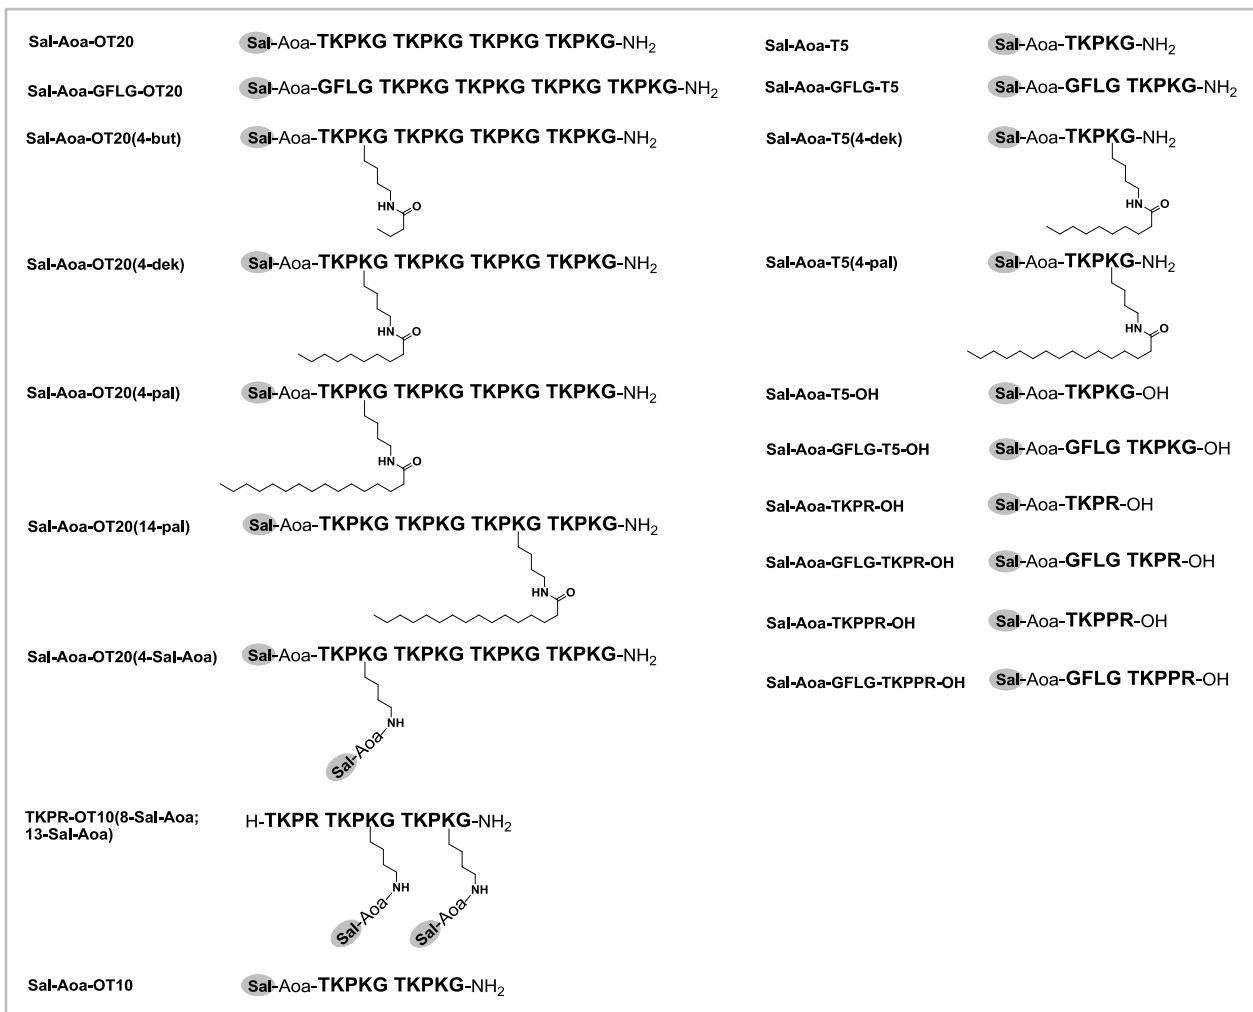 Sal-Aoa-OT20 Sal-Aoa-TKPKG TKPKG TKPKG TKPKG-NH2
Sal-Aoa-GFLG-OT20 Sal-Aoa-GFLG TKPKG TKPKG TKPKG TKPKG-NH2
Sal-Aoa-OT20(4-but) Sal-Aoa-TKPKG TKPKG TKPKG TKPKG-NH2
HN
O
Sal-Aoa-OT20(4-dek) Sal-Aoa-TKPKG TKPKG TKPKG TKPKG-NH2
HN
O
Sal-Aoa-OT20(4-pal) Sal-Aoa-TKPKG TKPKG TKPKG TKPKG-NH2
HN
O
Sal-Aoa-OT20(14-pal) Sal-Aoa-TKPKG TKPKG TKPKG TKPKG-NH2
HN
O
Sal-Aoa-OT20(4-Sal-Aoa) Sal-Aoa-TKPKG TKPKG TKPKG TKPKG-NH2
NH
Sal-Aoa
TKPR-OT10(8-Sal-Aoa; H-TKPR TKPKG TKPKG-NH2
13-Sal-Aoa)
NH
Sal-Aoa
NH
Sal-Aoa
Sal-Aoa-OT10 Sal-Aoa-TKPKG TKPKG-NH2
Sal-Aoa-T5 Sal-Aoa-TKPKG-NH2
Sal-Aoa-GFLG-T5 Sal-Aoa-GFLG TKPKG-NH2
Sal-Aoa-T5(4-dek) Sal-Aoa-TKPKG-NH2
HN
O
Sal-Aoa-T5(4-pal) Sal-Aoa-TKPKG-NH2
HN
O
Sal-Aoa-T5-OH Sal-Aoa-TKPKG-OH
Sal-Aoa-GFLG-T5-OH Sal-Aoa-GFLG TKPKG-OH
Sal-Aoa-TKPR-OH Sal-Aoa-TKPR-OH
Sal-Aoa-GFLG-TKPR-OH Sal-Aoa-GFLG TKPR-OH
Sal-Aoa-TKPPR-OH Sal-Aoa-TKPPR-OH
Sal-Aoa-GFLG-TKPPR-OH Sal-Aoa-GFLG TKPPR-OH